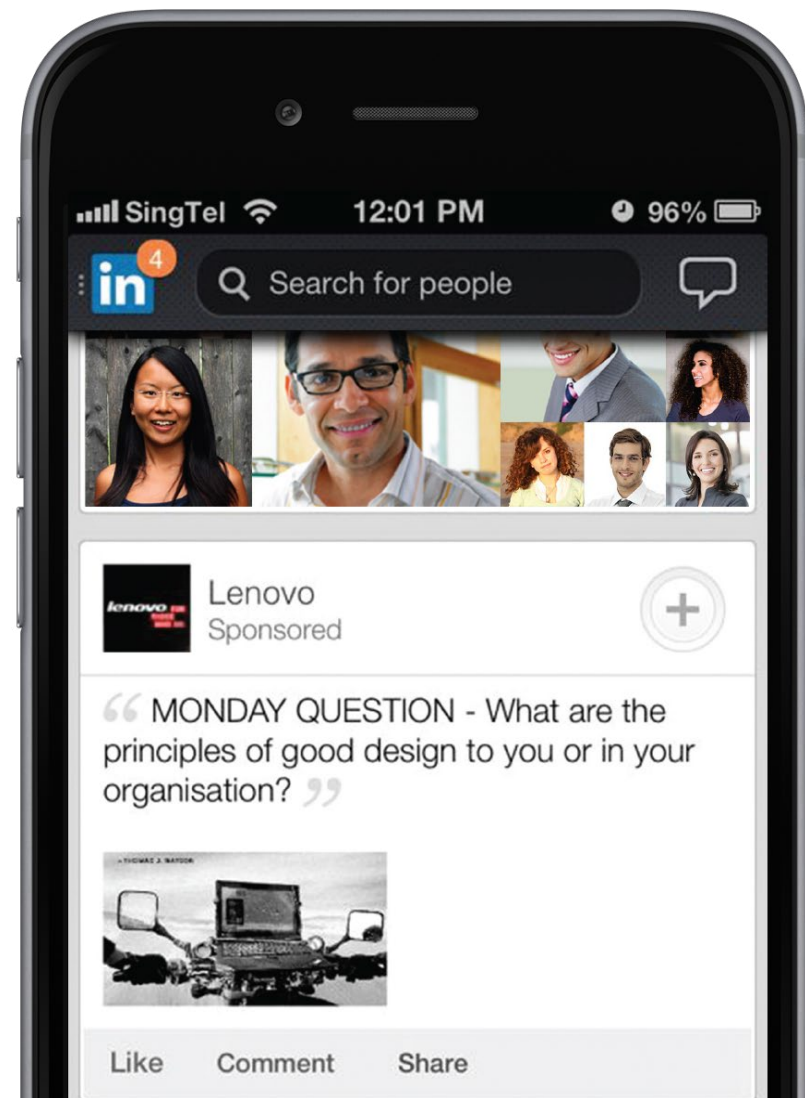 SingTel 12:01 PM 96%
in 4 Search for people
lenovo
Lenovo
Sponsored
“ MONDAY QUESTION - What are the
principles of good design to you or in your
organisation? ”
Like Comment Share